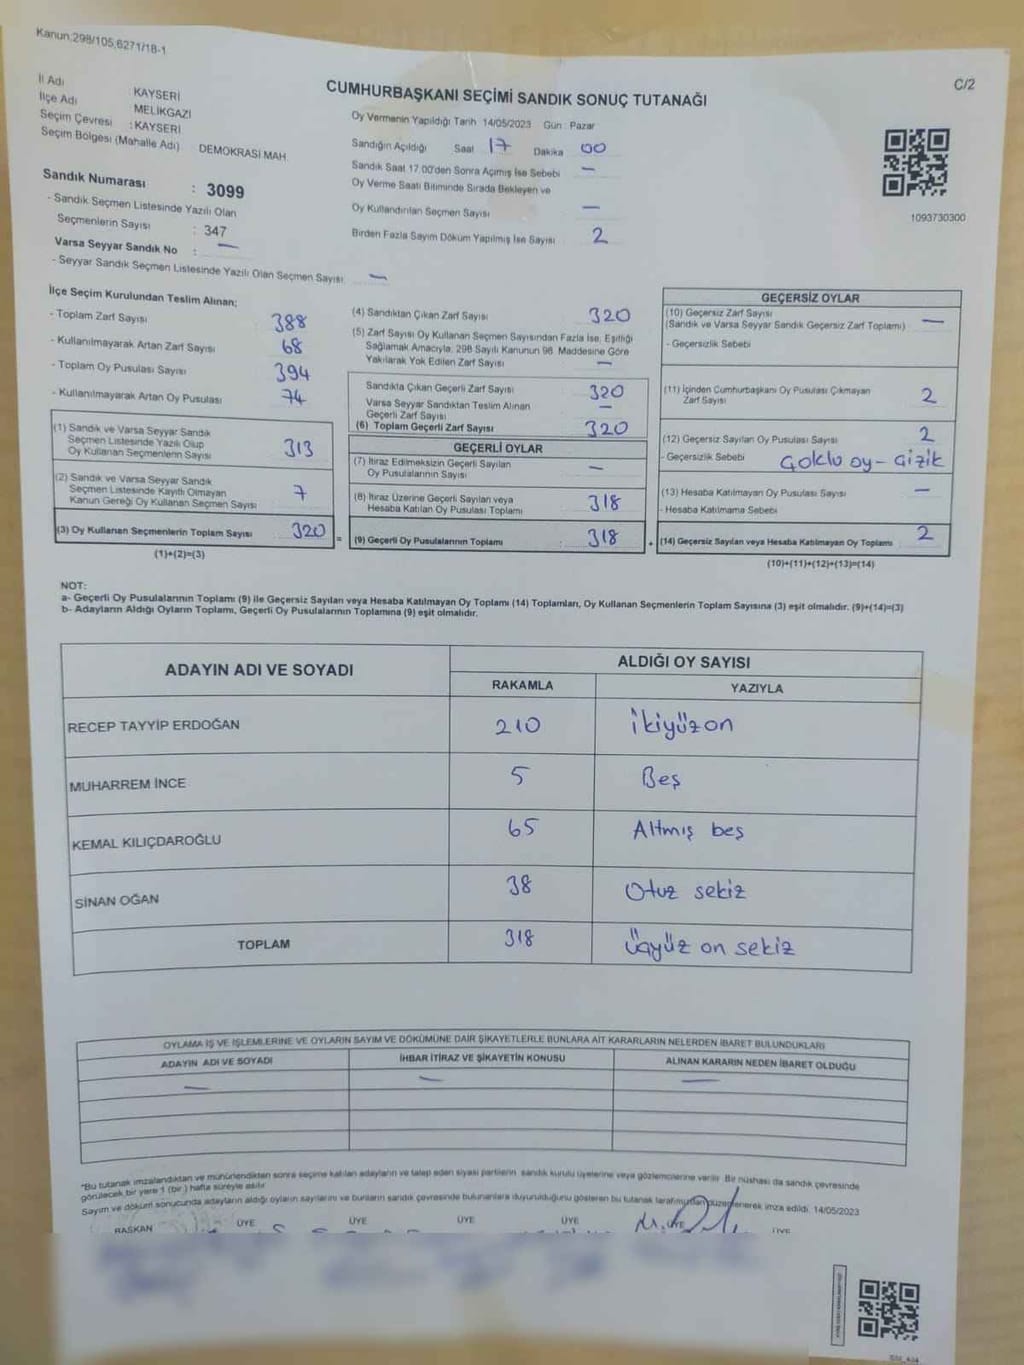 Kanun:298/105,6271/18-1
C/2
CUMHURBAŞKANI SEÇİMİ SANDIK SONUÇ TUTANAĞI
İl Adı : KAYSERİ
İlçe Adı MELİKGAZİ
Seçim Çevresi : KAYSERİ
Seçim Bölgesi (Mahalle Adı) DEMOKRASİ MAH.
Sandık Numarası : 3099
- Sandık Seçmen Listesinde Yazılı Olan
Seçmenlerin Sayısı : 347
Varsa Seyyar Sandık No : —
- Seyyar Sandık Seçmen Listesinde Yazılı Olan Seçmen Sayısı —
Oy Vermenin Yapıldığı Tarih 14/05/2023 Gün : Pazar
Sandığın Açıldığı Saat 17 Dakika 00
Sandık Saat 17.00'den Sonra Açımış İse Sebebi —
Oy Verme Saati Bitiminde Sırada Bekleyen ve
Oy Kullandırılan Seçmen Sayısı —
Birden Fazla Sayım Döküm Yapılmış İse Sayısı 2
1093730300
İlçe Seçim Kurulundan Teslim Alınan;
- Toplam Zarf Sayısı 388
- Kullanılmayarak Artan Zarf Sayısı 68
- Toplam Oy Pusulası Sayısı 394
- Kullanılmayarak Artan Oy Pusulası 74
(1) Sandık ve Varsa Seyyar Sandık
Seçmen Listesinde Yazılı Olup
Oy Kullanan Seçmenlerin Sayısı 313
(2) Sandık ve Varsa Seyyar Sandık
Seçmen Listesinde Kayıtlı Olmayan
Kanun Gereği Oy Kullanan Seçmen Sayısı 7
(3) Oy Kullanan Seçmenlerin Toplam Sayısı 320 =
(1)+(2)=(3)
(4) Sandıktan Çıkan Zarf Sayısı 320
(5) Zarf Sayısı Oy Kullanan Seçmen Sayısından Fazla İse, Eşitliği
Sağlamak Amacıyla, 298 Sayılı Kanunun 98. Maddesine Göre
Yakılarak Yok Edilen Zarf Sayısı —
Sandıkta Çıkan Geçerli Zarf Sayısı 320
Varsa Seyyar Sandıktan Teslim Alınan
Geçerli Zarf Sayısı —
(6) Toplam Geçerli Zarf Sayısı 320
GEÇERLİ OYLAR
(7) İtiraz Edilmeksizin Geçerli Sayılan
Oy Pusulalarının Sayısı —
(8) İtiraz Üzerine Geçerli Sayılan veya
Hesaba Katılan Oy Pusulası Toplamı 318
(9) Geçerli Oy Pusulalarının Toplamı : 318 +
GEÇERSİZ OYLAR
(10) Geçersiz Zarf Sayısı
(Sandık ve Varsa Seyyar Sandık Geçersiz Zarf Toplamı) —
- Geçersizlik Sebebi
(11) İçinden Cumhurbaşkanı Oy Pusulası Çıkmayan
Zarf Sayısı 2
(12) Geçersiz Sayılan Oy Pusulası Sayısı 2
- Geçersizlik Sebebi Çoklu oy - Çizik
(13) Hesaba Katılmayan Oy Pusulası Sayısı —
- Hesaba Katılmama Sebebi
(14) Geçersiz Sayılan veya Hesaba Katılmayan Oy Toplamı 2
(10)+(11)+(12)+(13)=(14)
NOT:
a- Geçerli Oy Pusulalarının Toplamı (9) ile Geçersiz Sayılan veya Hesaba Katılmayan Oy Toplamı (14) Toplamları, Oy Kullanan Seçmenlerin Toplam Sayısına (3) eşit olmalıdır. (9)+(14)=(3)
b- Adayların Aldığı Oyların Toplamı, Geçerli Oy Pusulalarının Toplamına (9) eşit olmalıdır.
ADAYIN ADI VE SOYADI ALDIĞI OY SAYISI
RAKAMLA YAZIYLA
RECEP TAYYİP ERDOĞAN 210 İkiyüzon
MUHARREM İNCE 5 Beş
KEMAL KILIÇDAROĞLU 65 Altmış beş
SİNAN OĞAN 38 Otuz sekiz
TOPLAM 318 Üçyüz on sekiz
OYLAMA İŞ VE İŞLEMLERİNE VE OYLARIN SAYIM VE DÖKÜMÜNE DAİR ŞİKAYETLERLE BUNLARA AİT KARARLARIN NELERDEN İBARET BULUNDUKLARI
ADAYIN ADI VE SOYADI İHBAR İTİRAZ VE ŞİKAYETİN KONUSU ALINAN KARARIN NEDEN İBARET OLDUĞU
— — —
*Bu tutanak imzalandıktan ve mühürlendikten sonra seçime katılan adayların ve talep eden siyasi partilerin sandık kurulu üyelerine veya gözlemcilerine verilir. Bir nüshası da sandık çevresinde
görülecek bir yere 1 (bir) hafta süreyle asılır
Sayım ve döküm sonucunda adayların aldığı oyların sayılarını ve bunların sandık çevresinde bulunanlara duyurulduğunu gösteren bu tutanak tarafımızdan düzenlenerek imza edildi. 14/05/2023
BAŞKAN ÜYE ÜYE ÜYE ÜYE ÜYE ÜYE